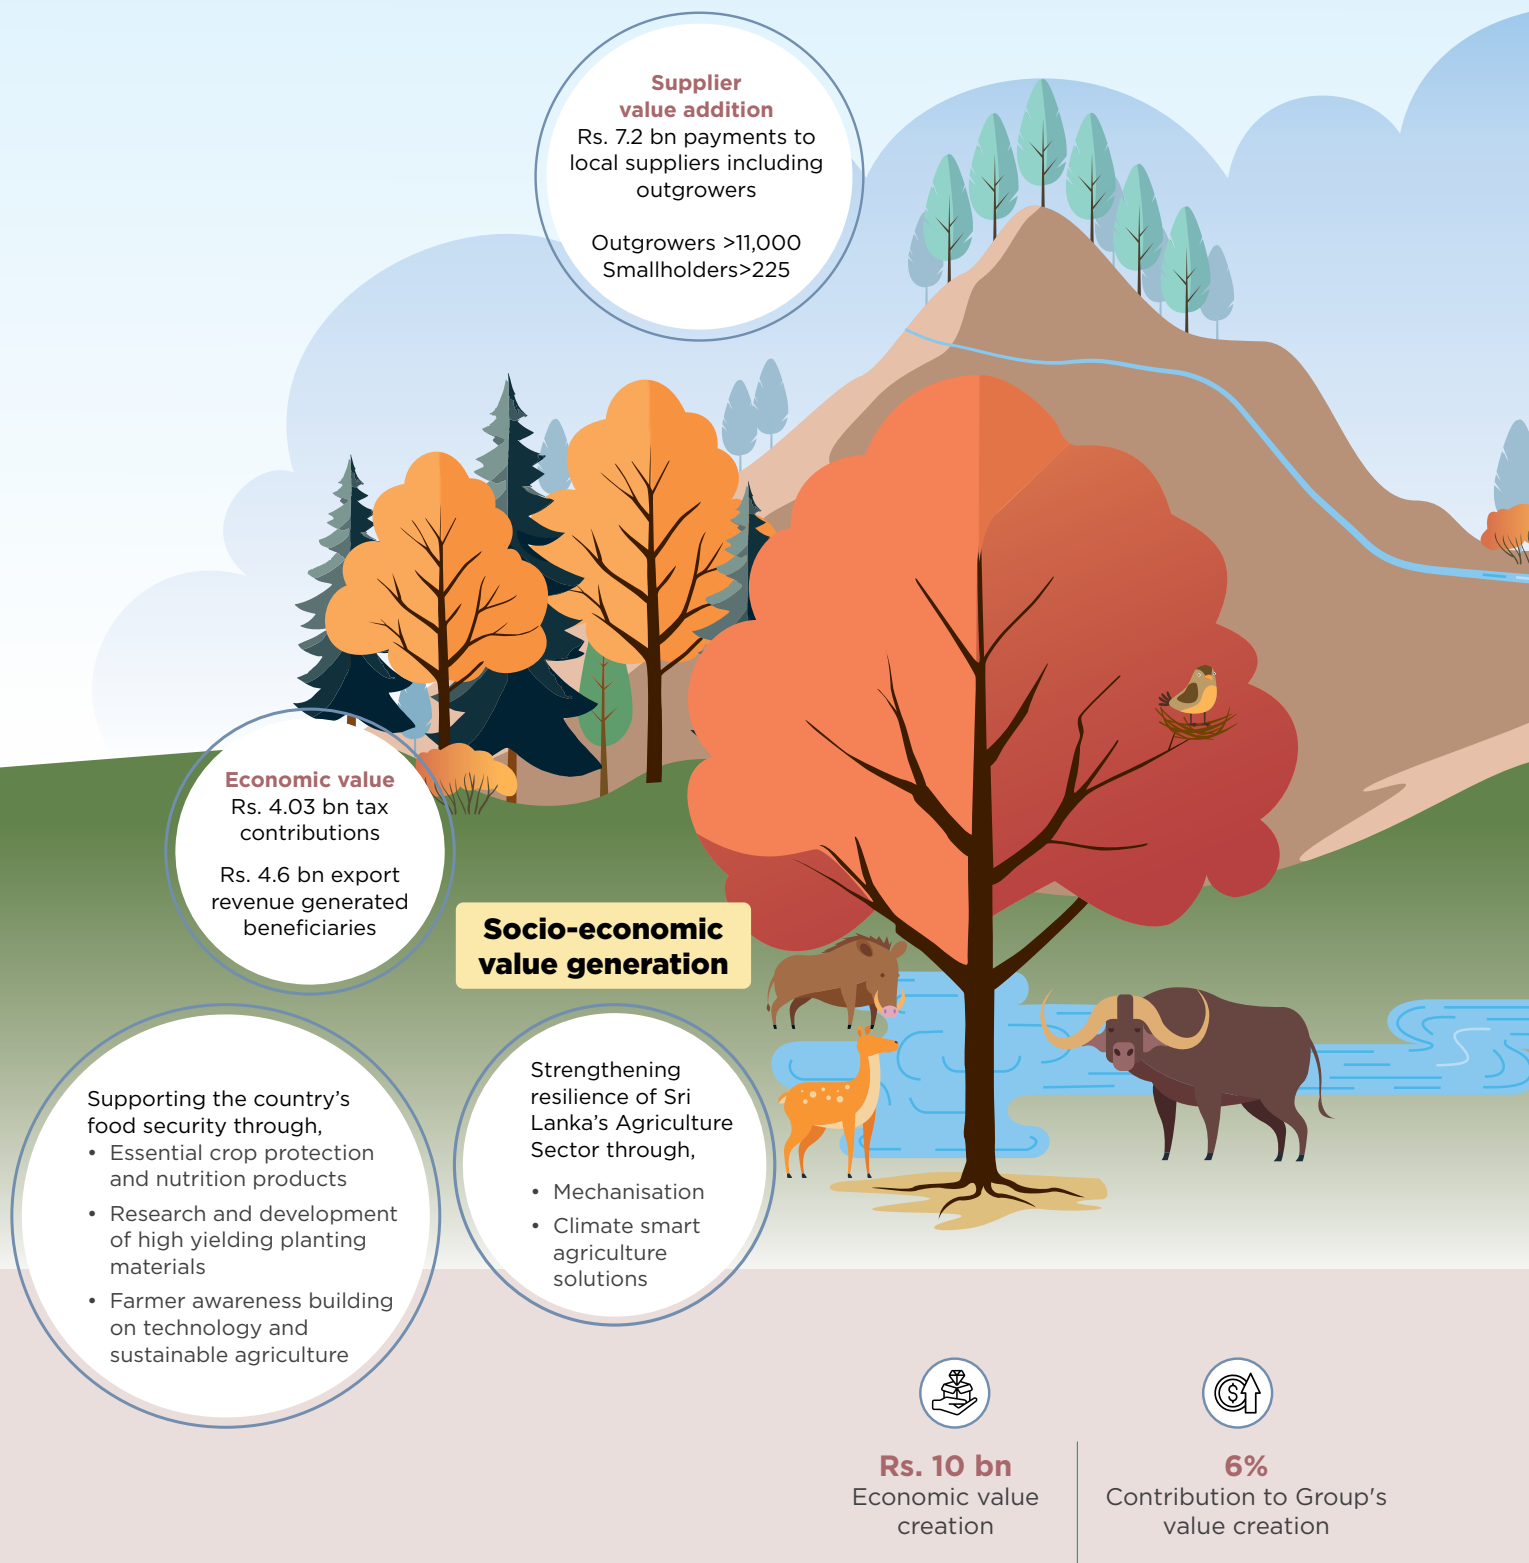 Supplier
value addition
Rs. 7.2 bn payments to
local suppliers including
outgrowers
Outgrowers >11,000
Smallholders>225
Economic value
Rs. 4.03 bn tax
contributions
Rs. 4.6 bn export
revenue generated
beneficiaries
Socio-economic
value generation
Supporting the country's
food security through,
• Essential crop protection
and nutrition products
• Research and development
of high yielding planting
materials
• Farmer awareness building
on technology and
sustainable agriculture
Strengthening
resilience of Sri
Lanka's Agriculture
Sector through,
• Mechanisation
• Climate smart
agriculture
solutions
$
Rs. 10 bn
Economic value
creation
6%
Contribution to Group's
value creation